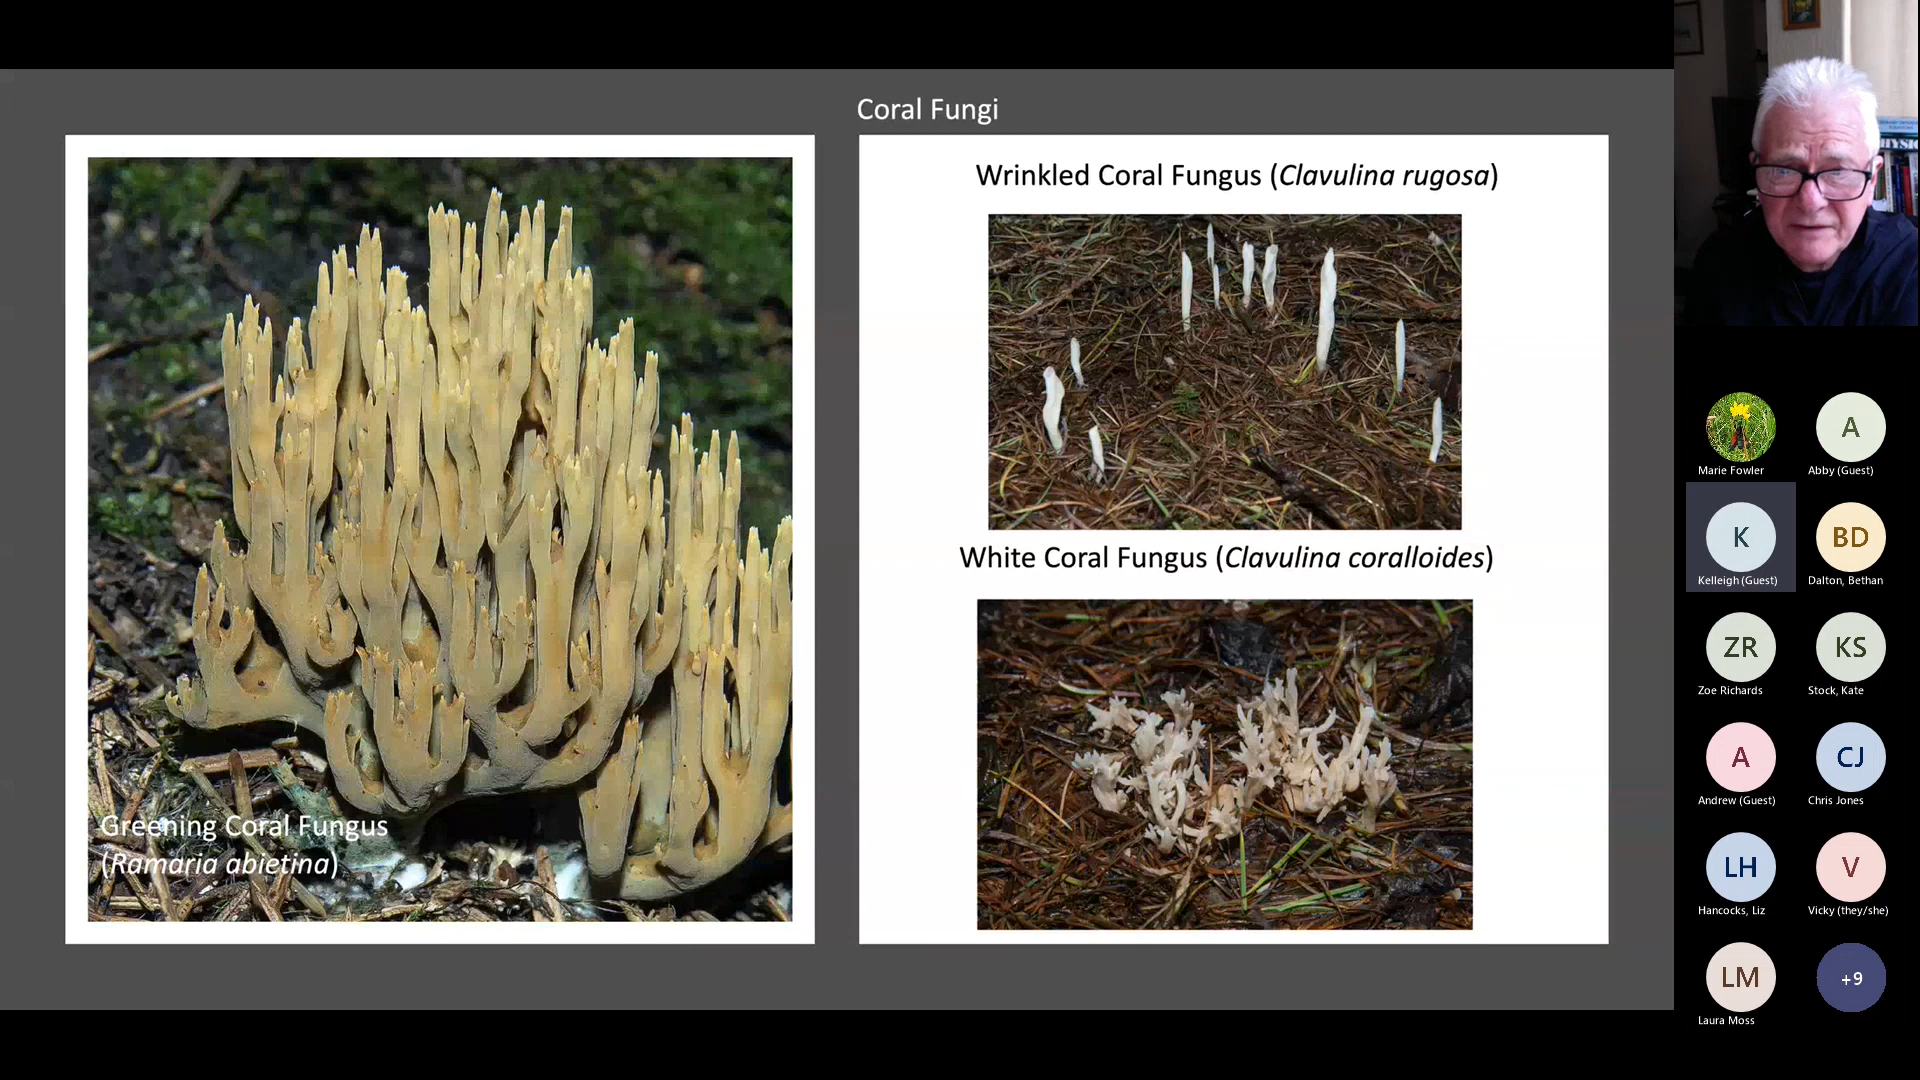 Coral Fungi
Greening Coral Fungus
(Ramaria abietina)
Wrinkled Coral Fungus (Clavulina rugosa)
White Coral Fungus (Clavulina coralloides)
Marie Fowler
A
Abby (Guest)
K
Kelleigh (Guest)
BD
Dalton, Bethan
ZR
Zoe Richards
KS
Stock, Kate
A
Andrew (Guest)
CJ
Chris Jones
LH
Hancocks, Liz
V
Vicky (they/she)
LM
Laura Moss
+9